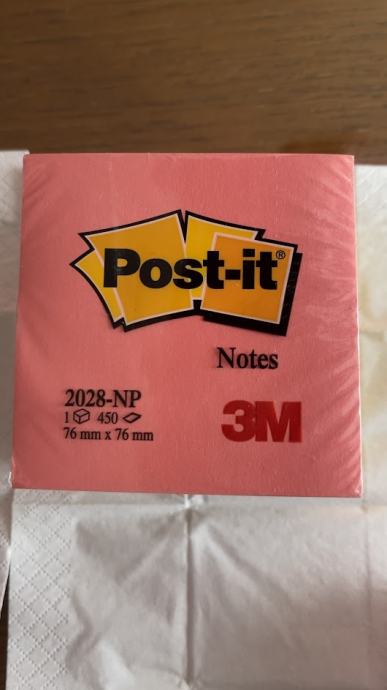 Post-it®
Notes
2028-NP
1 450
76 mm x 76 mm
3M